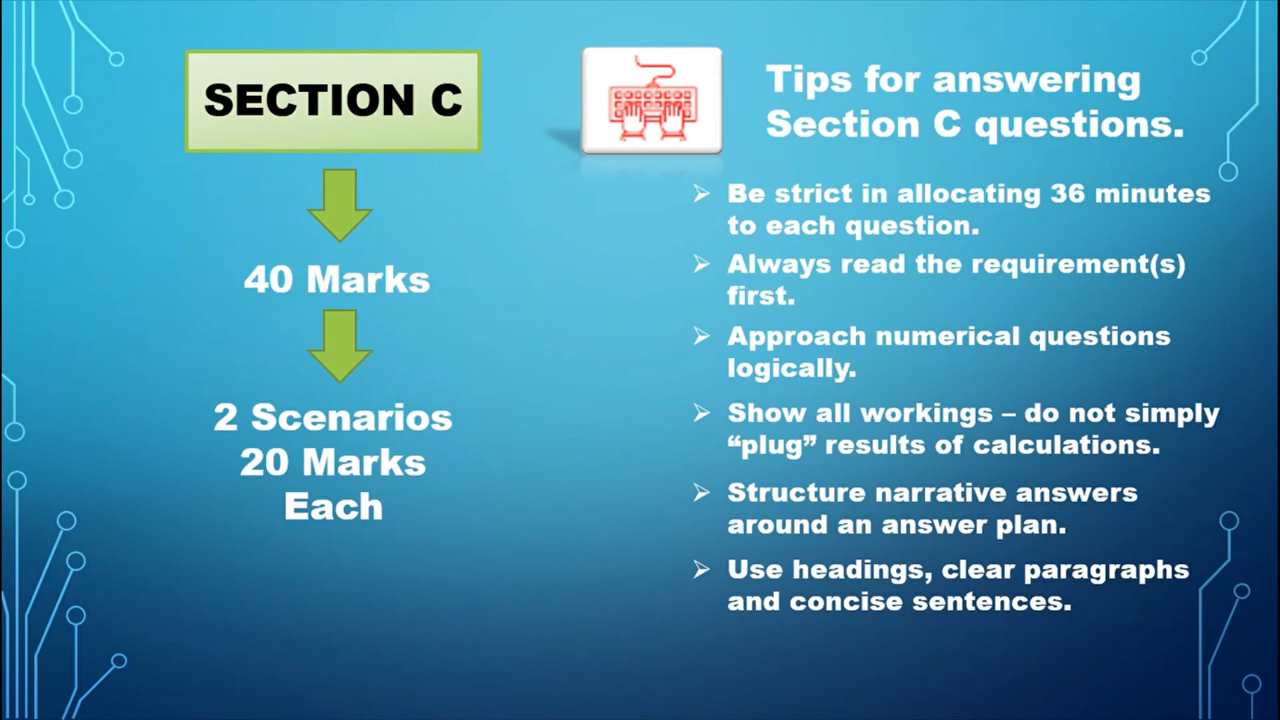 SECTION C
40 Marks
2 Scenarios
20 Marks
Each
Tips for answering
Section C questions.
Be strict in allocating 36 minutes
to each question.
Always read the requirement(s)
first.
Approach numerical questions
logically.
Show all workings – do not simply
“plug” results of calculations.
Structure narrative answers
around an answer plan.
Use headings, clear paragraphs
and concise sentences.